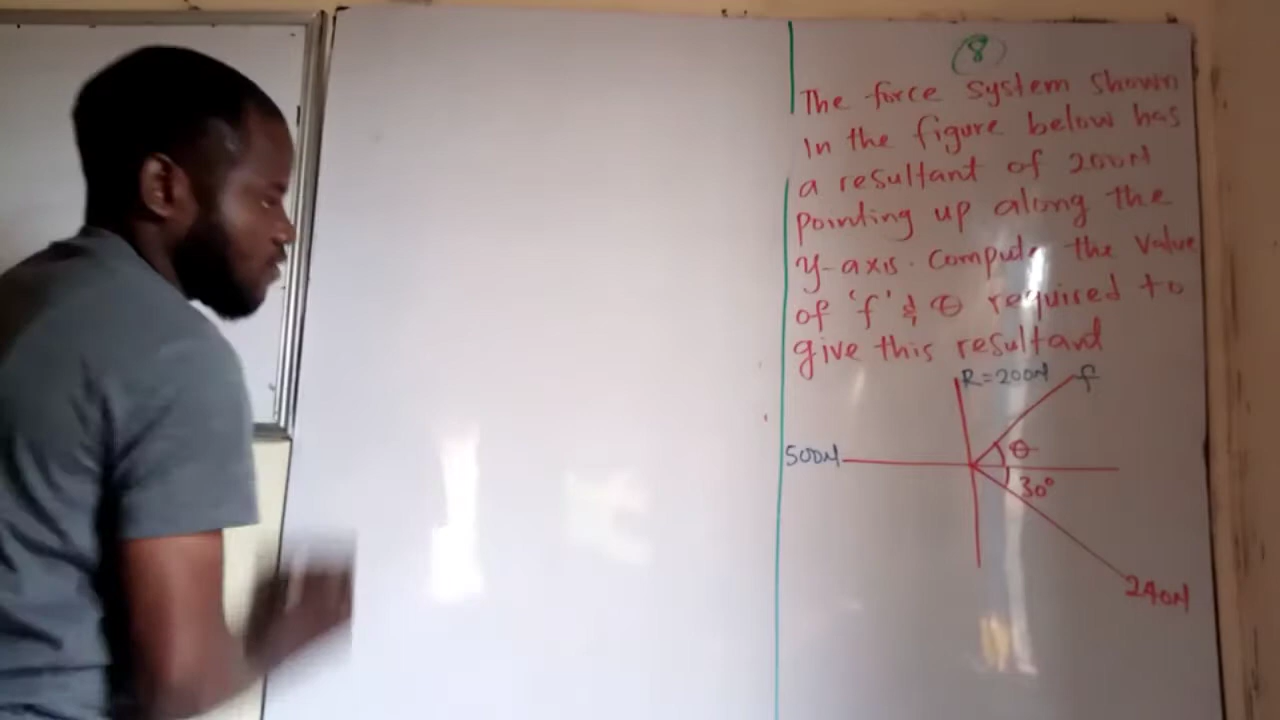 (8)
The force system shown
In the figure below has
a resultant of 200N
pointing up along the
y-axis. Compute the value
of 'f' & θ required to
give this resultant
R=200N f
500N θ
30°
240N